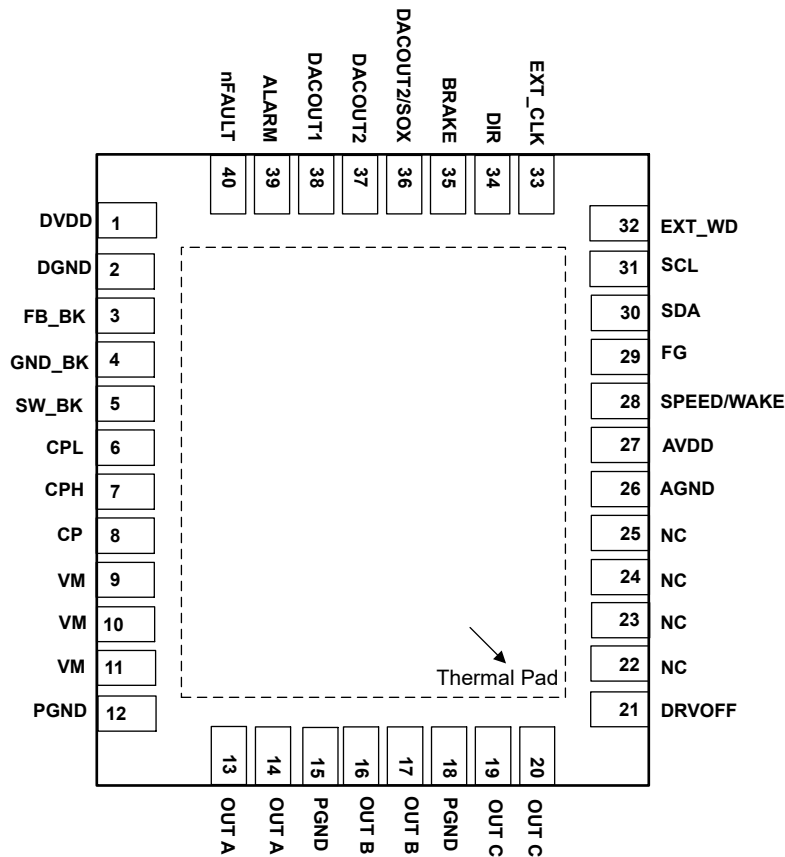 nFAULT
ALARM
DACOUT1
DACOUT2
DACOUT2/SOX
BRAKE
DIR
EXT_CLK
40
39
38
37
36
35
34
33
DVDD 1
DGND 2
FB_BK 3
GND_BK 4
SW_BK 5
CPL 6
CPH 7
CP 8
VM 9
VM 10
VM 11
PGND 12
32 EXT_WD
31 SCL
30 SDA
29 FG
28 SPEED/WAKE
27 AVDD
26 AGND
25 NC
24 NC
23 NC
22 NC
21 DRVOFF
Thermal Pad
13
14
15
16
17
18
19
20
OUT A
OUT A
PGND
OUT B
OUT B
PGND
OUT C
OUT C